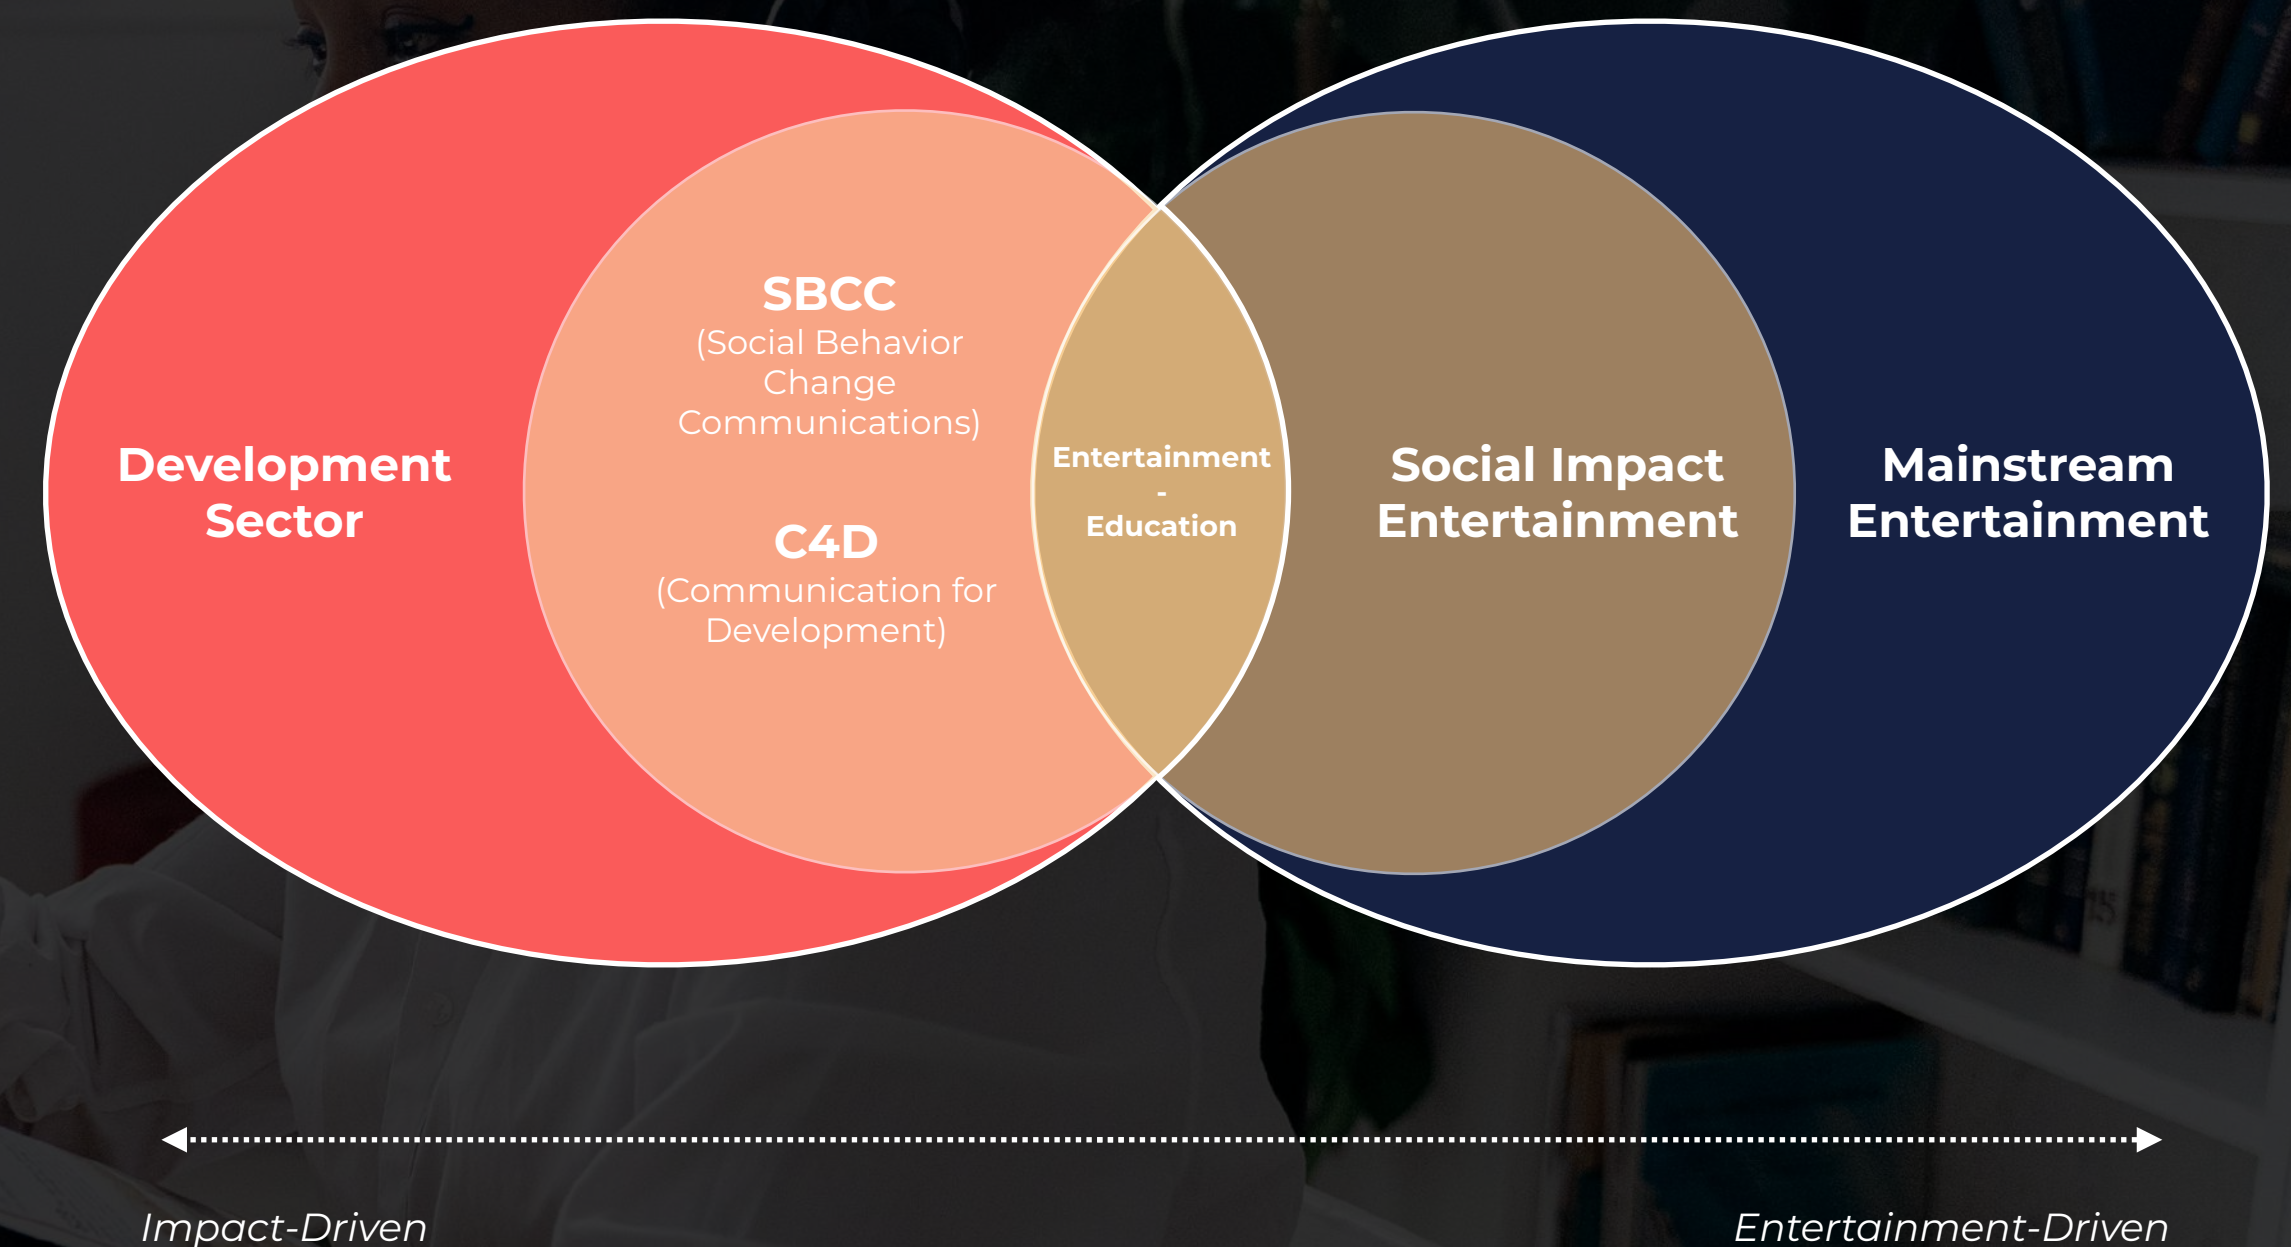 Development
Sector
SBCC
(Social Behavior
Change
Communications)
C4D
(Communication for
Development)
Entertainment
-
Education
Social Impact
Entertainment
Mainstream
Entertainment
Impact-Driven
Entertainment-Driven